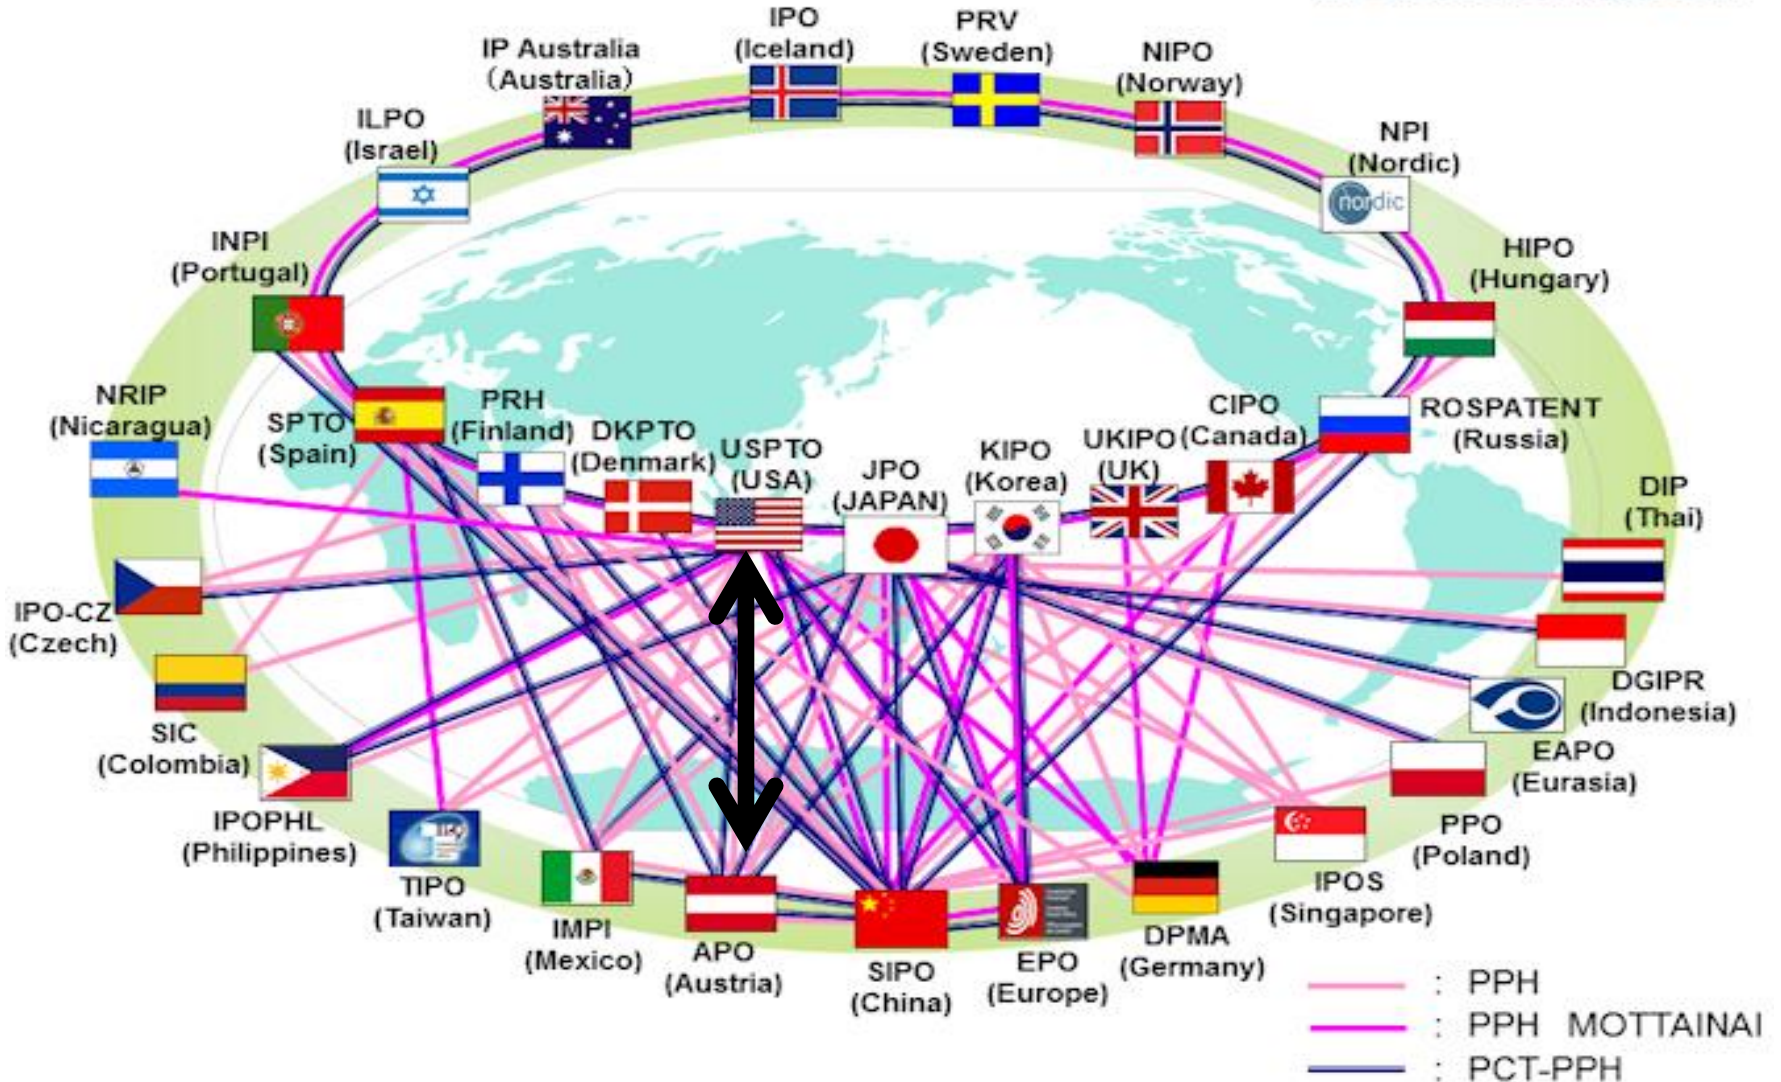 IPO
(Iceland)
PRV
(Sweden)
IP Australia
（Australia）
NIPO
(Norway)
ILPO
(Israel)
NPI
(Nordic)
nordic
INPI
(Portugal)
HIPO
(Hungary)
NRIP
(Nicaragua)
SPTO
(Spain)
PRH
(Finland)
DKPTO
(Denmark)
USPTO
(USA)
JPO
(JAPAN)
KIPO
(Korea)
UKIPO
(UK)
CIPO
(Canada)
ROSPATENT
(Russia)
DIP
(Thai)
IPO-CZ
(Czech)
SIC
(Colombia)
DGIPR
(Indonesia)
EAPO
(Eurasia)
IPOPHL
(Philippines)
PPO
(Poland)
TIPO
(Taiwan)
IPOS
(Singapore)
IMPI
(Mexico)
APO
(Austria)
SIPO
(China)
EPO
(Europe)
DPMA
(Germany)
: PPH
: PPH MOTTAINAI
: PCT-PPH